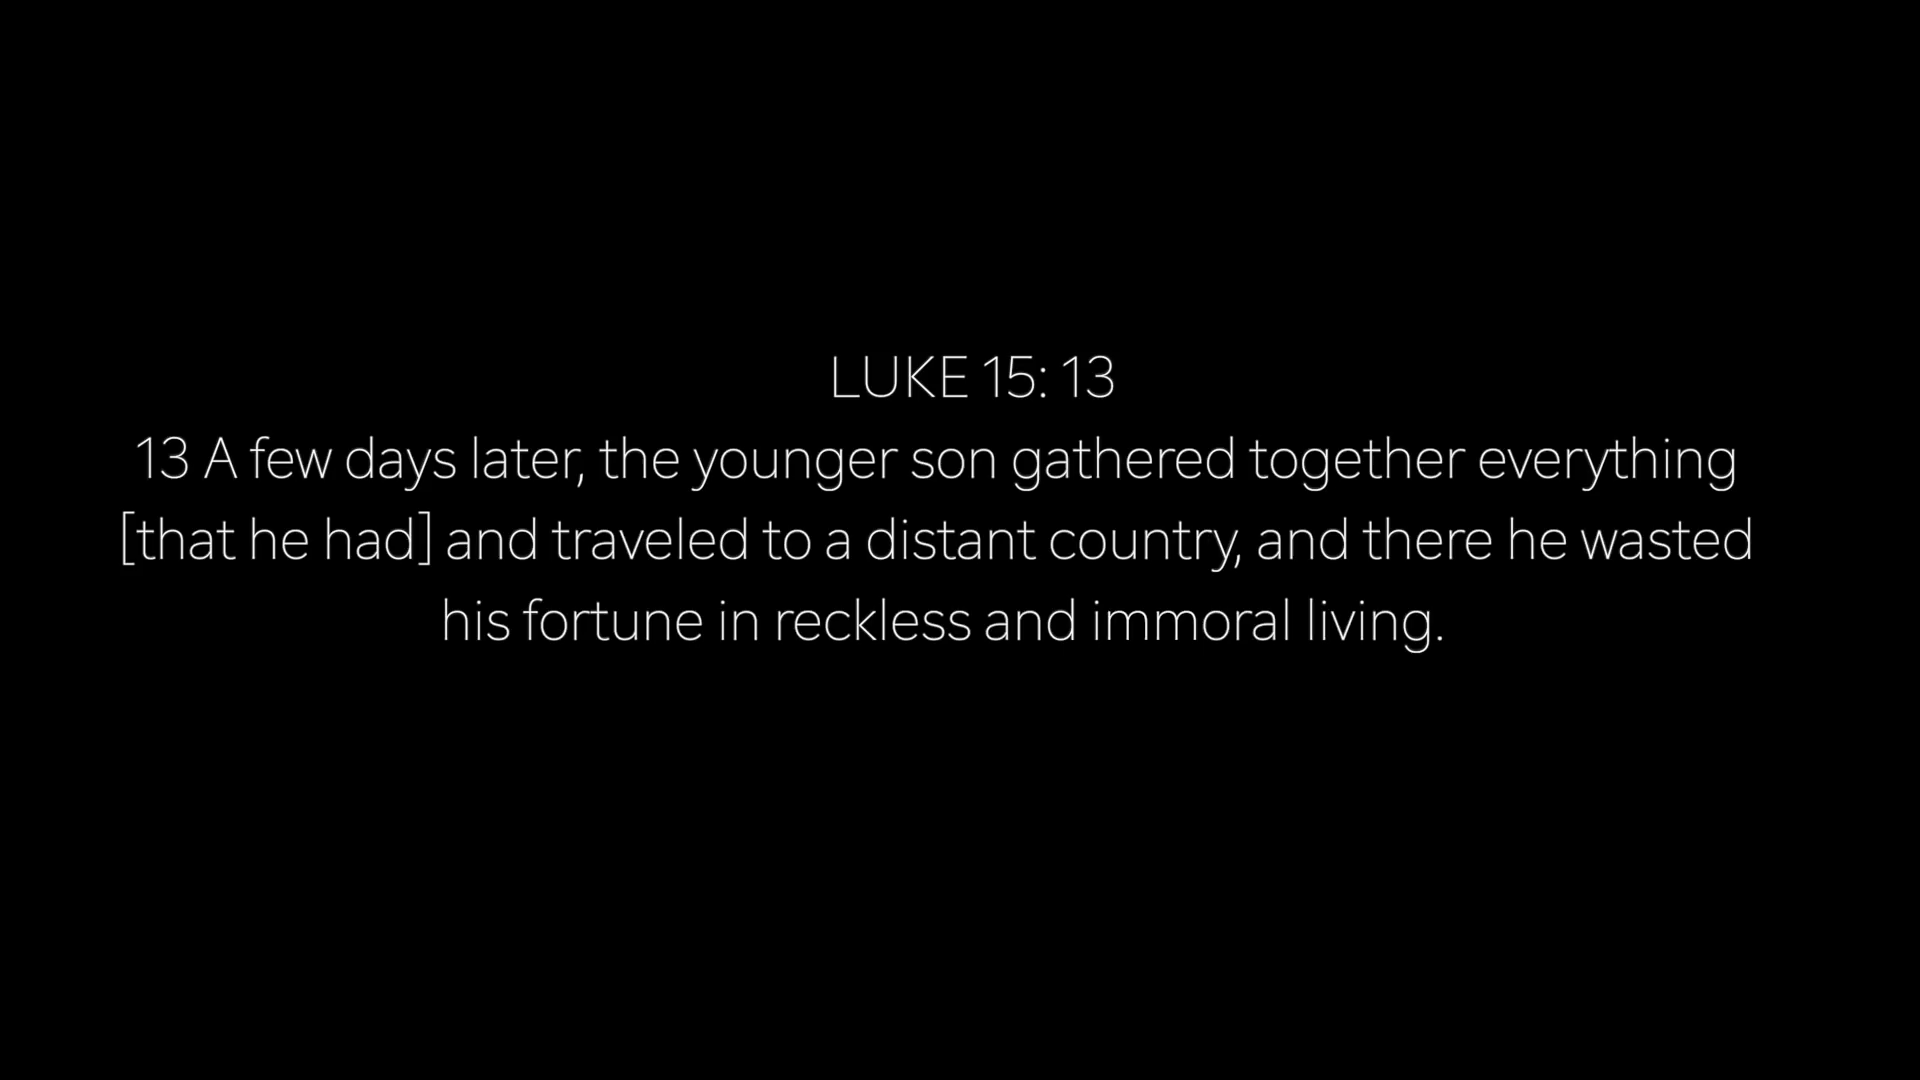 LUKE 15: 13
13 A few days later, the younger son gathered together everything
[that he had] and traveled to a distant country, and there he wasted
his fortune in reckless and immoral living.